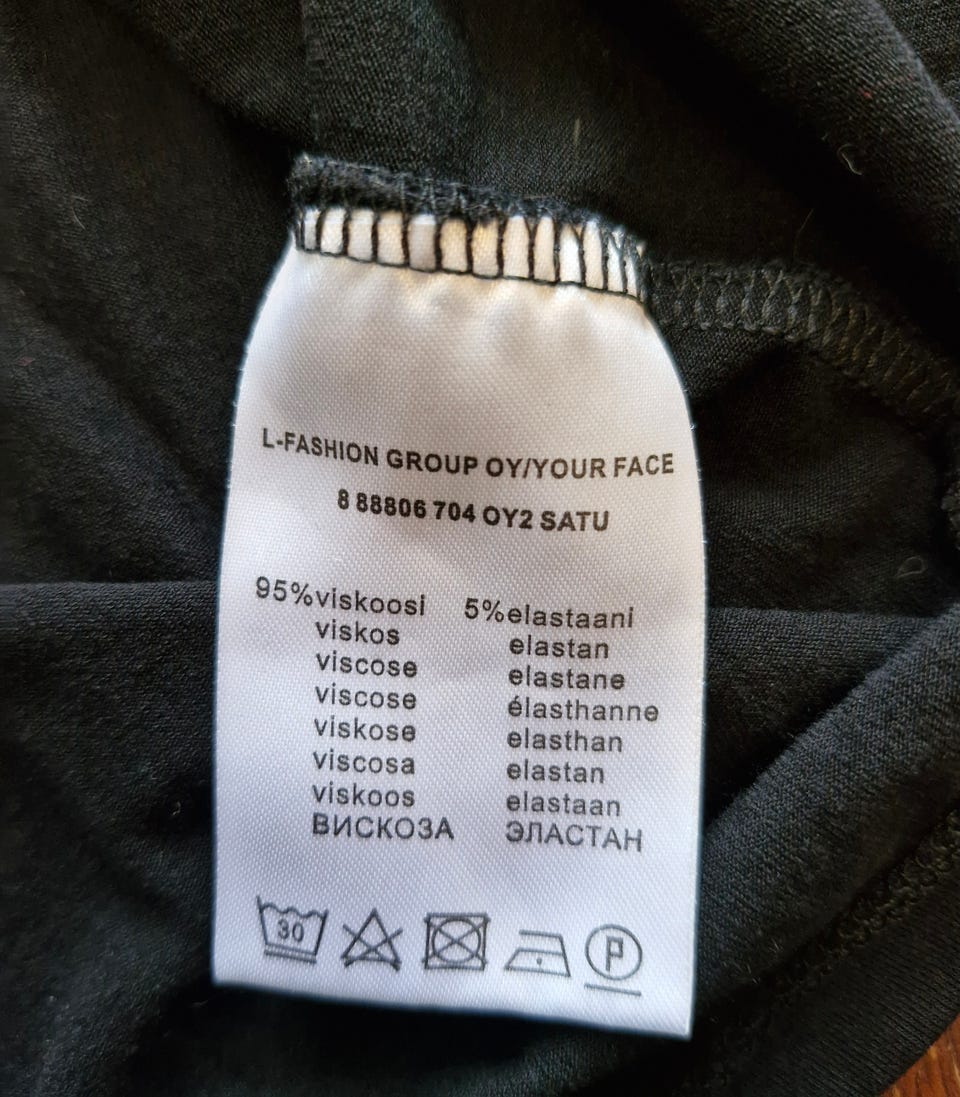 L-FASHION GROUP OY/YOUR FACE
8 88806 704 OY2 SATU
95%viskoosi 5%elastaani
viskos elastan
viscose elastane
viscose élasthanne
viskose elasthan
viscosa elastan
viskoos elastaan
ВИСКОЗА ЭЛАСТАН
30 P